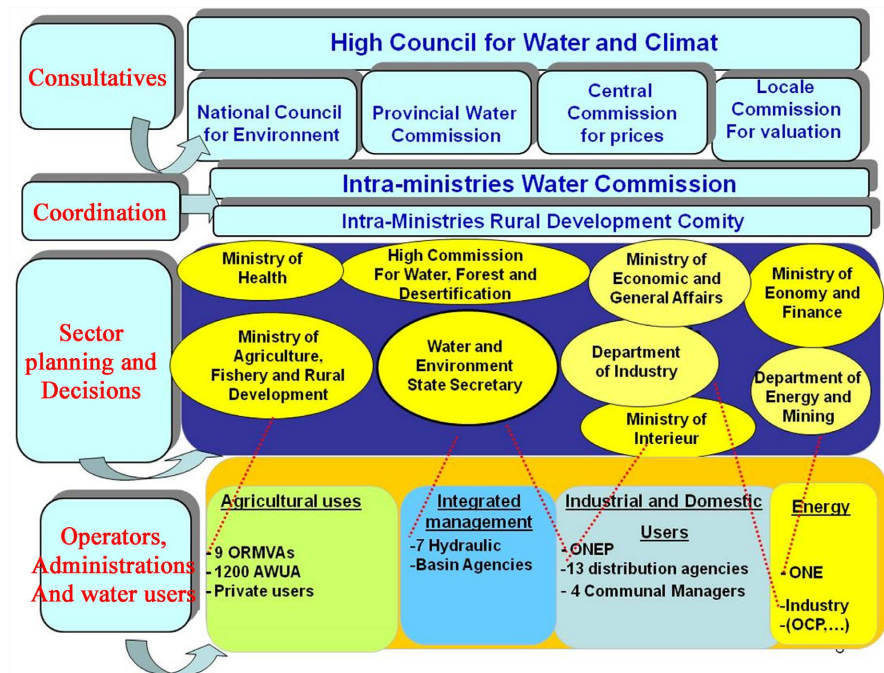 High Council for Water and Climat
Consultatives
National Council
for Environnent
Provincial Water
Commission
Central
Commission
for prices
Locale
Commission
For valuation
Coordination
Intra-ministries Water Commission
Intra-Ministries Rural Development Comity
Sector
planning and
Decisions
Ministry of
Health
High Commission
For Water, Forest and
Desertification
Ministry of
Economic and
General Affairs
Ministry of
Eonomy and
Finance
Ministry of
Agriculture,
Fishery and Rural
Development
Water and
Environment
State Secretary
Department
of Industry
Department of
Energy and
Mining
Ministry of
Interieur
Operators,
Administrations
And water users
Agricultural uses
- 9 ORMVAs
- 1200 AWUA
- Private users
Integrated
management
-7 Hydraulic
-Basin Agencies
Industrial and Domestic
Users
- ONEP
-13 distribution agencies
- 4 Communal Managers
Energy
- ONE
-Industry
-(OCP,...)